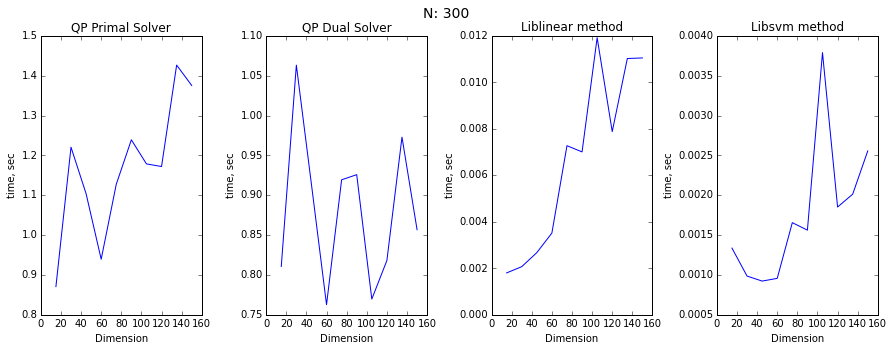 N: 300
QP Primal Solver
1.5
1.4
1.3
1.2
1.1
1.0
0.9
0.8
time, sec
0 20 40 60 80 100 120 140 160
Dimension
QP Dual Solver
1.10
1.05
1.00
0.95
0.90
0.85
0.80
0.75
time, sec
0 20 40 60 80 100 120 140 160
Dimension
Liblinear method
0.012
0.010
0.008
0.006
0.004
0.002
0.000
time, sec
0 20 40 60 80 100 120 140 160
Dimension
Libsvm method
0.0040
0.0035
0.0030
0.0025
0.0020
0.0015
0.0010
0.0005
time, sec
0 20 40 60 80 100 120 140 160
Dimension